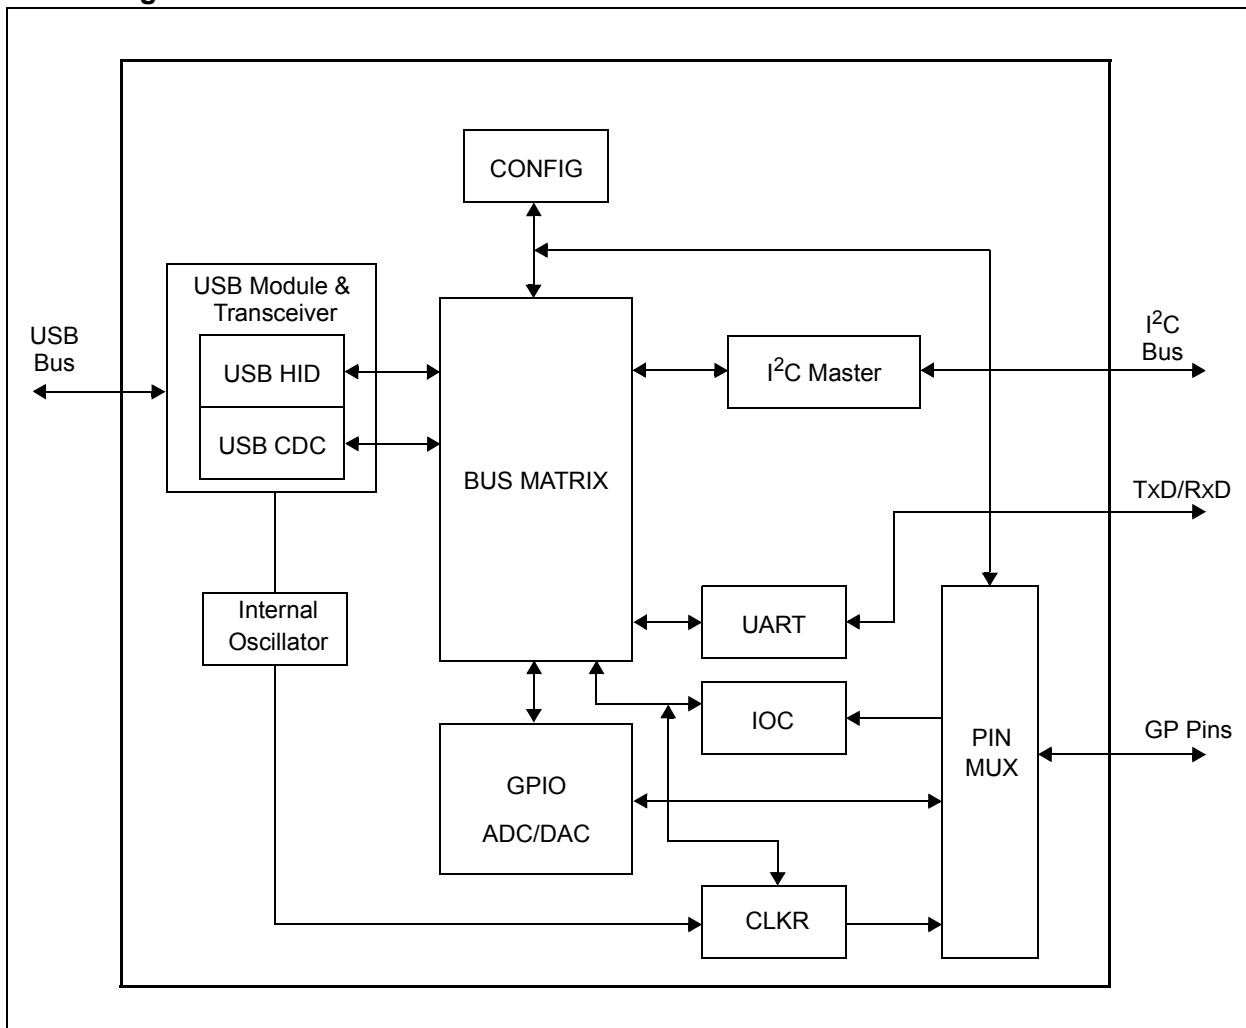 CONFIG
USB Module &
Transceiver
USB
Bus
USB HID
USB CDC
I²C Master
I²C
Bus
BUS MATRIX
TxD/RxD
Internal
Oscillator
UART
IOC
PIN
MUX
GP Pins
GPIO
ADC/DAC
CLKR